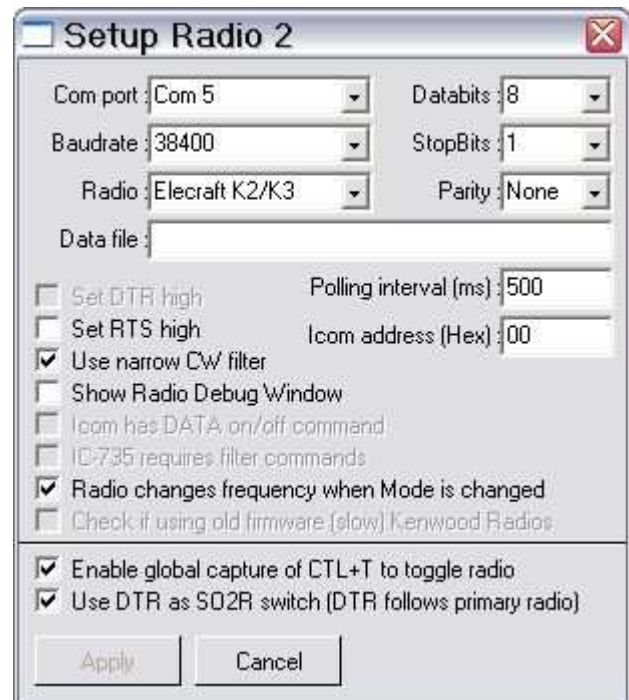 Setup Radio 2
Com port : Com 5 Databits : 8
Baudrate : 38400 StopBits : 1
Radio : Elecraft K2/K3 Parity : None
Data file :
Set DTR high Polling interval (ms) : 500
Set RTS high Icom address (Hex) : 00
Use narrow CW filter
Show Radio Debug Window
Icom has DATA on/off command
IC-735 requires filter commands
Radio changes frequency when Mode is changed
Check if using old firmware (slow) Kenwood Radios
Enable global capture of CTL+T to toggle radio
Use DTR as SO2R switch (DTR follows primary radio)
Apply Cancel